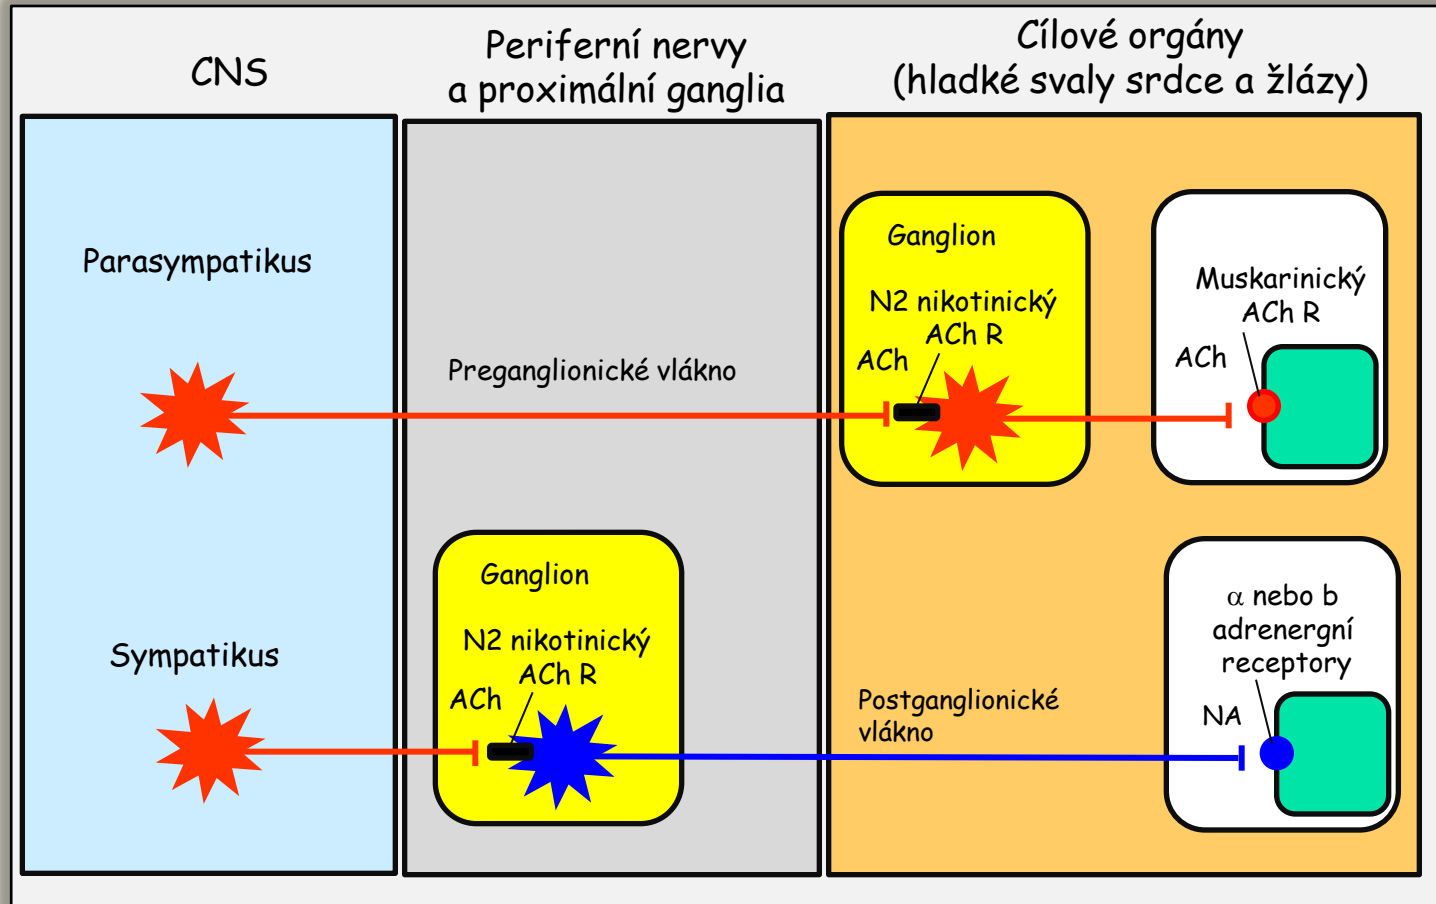 CNS
Periferní nervy
a proximální ganglia
Cílové orgány
(hladké svaly srdce a žlázy)
Parasympatikus
Preganglionické vlákno
Ganglion
N2 nikotinický
ACh R
ACh
Muskarinický
ACh R
ACh
Sympatikus
Ganglion
N2 nikotinický
ACh R
ACh
Postganglionické
vlákno
α nebo b
adrenergní
receptory
NA